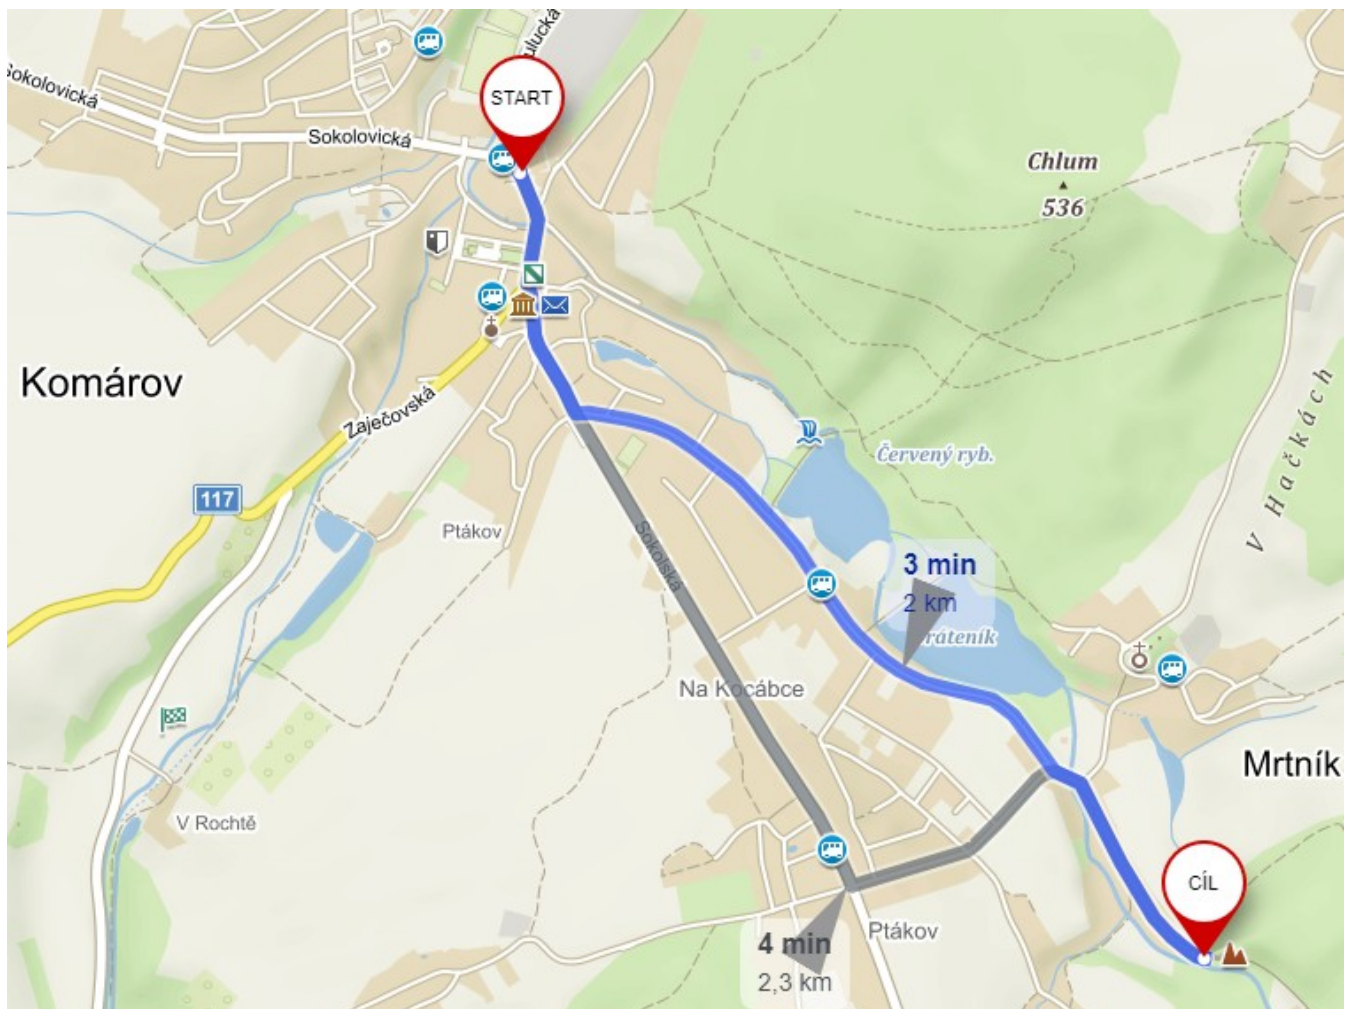 START
Sokolovická
Sokolovická
Chlum
536
Komárov
Zaječovská
117
Ptákov
Sokolská
Červený ryb.
V Hačkách
3 min
2 km
Na Kocábce
Mrtník
V Rochtě
CÍL
Ptákov
4 min
2,3 km